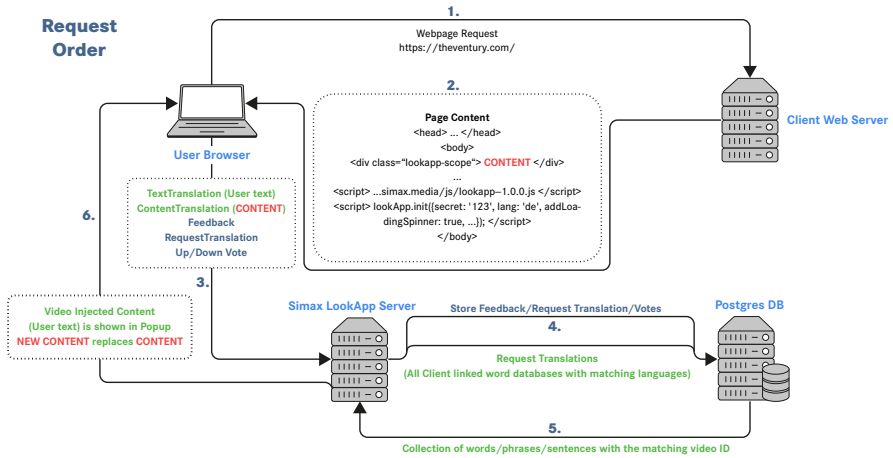 Request
Order
1.
Webpage Request
https://theventury.com/
2.
Page Content
<head> ... </head>
<body>
<div class="lookapp-scope"> CONTENT </div>
...
<script> ...simax.media/js/lookapp–1.0.0.js </script>
<script> lookApp.init({secret: '123', lang: 'de', addLoa-
dingSpinner: true, ...}); </script>
</body>
Client Web Server
User Browser
TextTranslation (User text)
ContentTranslation (CONTENT)
Feedback
RequestTranslation
Up/Down Vote
6.
3.
Video Injected Content
(User text) is shown in Popup
NEW CONTENT replaces CONTENT
Simax LookApp Server
Store Feedback/Request Translation/Votes
4.
Postgres DB
Request Translations
(All Client linked word databases with matching languages)
5.
Collection of words/phrases/sentences with the matching video ID